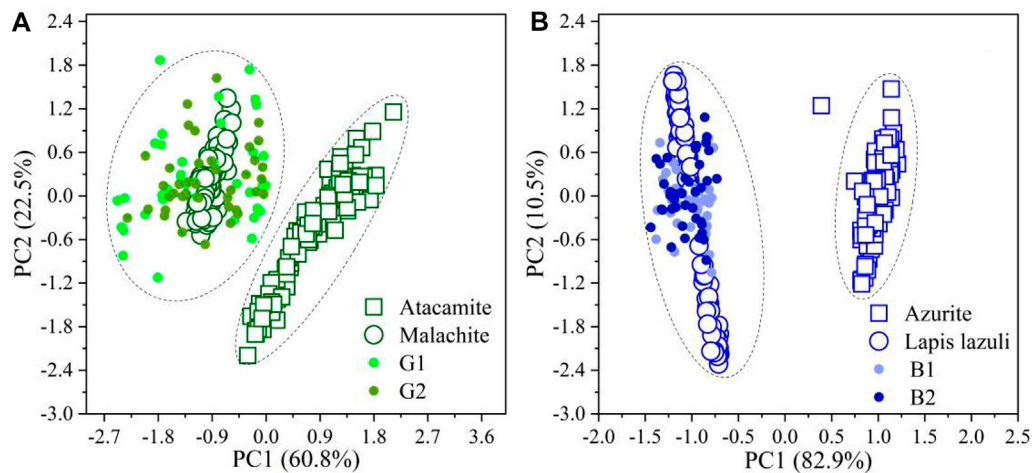 A
2.4
1.8
1.2
0.6
0.0
-0.6
-1.2
-1.8
-2.4
-3.0
PC2 (22.5%)
Atacamite
Malachite
G1
G2
-2.7 -1.8 -0.9 0.0 0.9 1.8 2.7 3.6
PC1 (60.8%)
B
2.4
1.8
1.2
0.6
0.0
-0.6
-1.2
-1.8
-2.4
-3.0
PC2 (10.5%)
Azurite
Lapis lazuli
B1
B2
-2.0 -1.5 -1.0 -0.5 0.0 0.5 1.0 1.5 2.0 2.5
PC1 (82.9%)